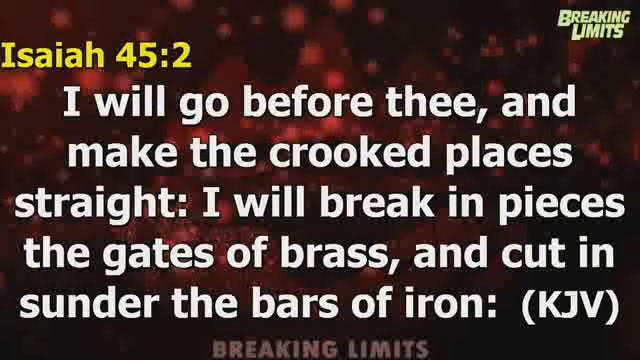 BREAKING
LIMITS
Isaiah 45:2
I will go before thee, and
make the crooked places
straight: I will break in pieces
the gates of brass, and cut in
sunder the bars of iron: (KJV)
BREAKING LIMITS